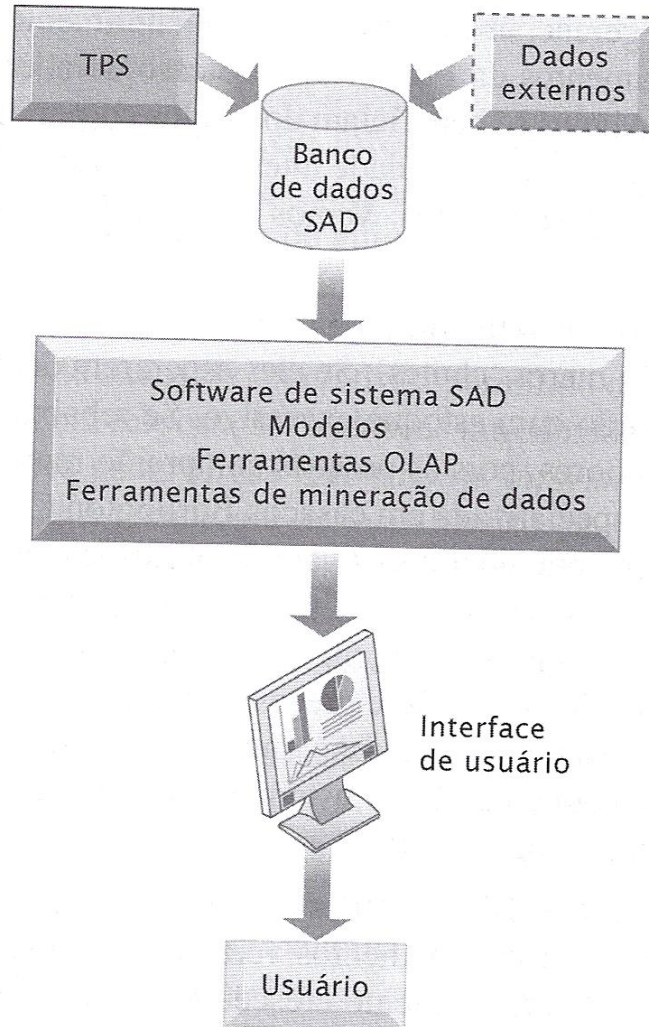 TPS
Dados
externos
Banco
de dados
SAD
Software de sistema SAD
Modelos
Ferramentas OLAP
Ferramentas de mineração de dados
Interface
de usuário
Usuário